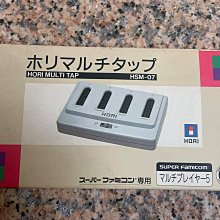 ホリマルチタップ
HORI MULTI TAP
HSM-07
HORI
HORI
スーパーファミコン専用
SUPER FAMICOM
マルチプレイヤー5